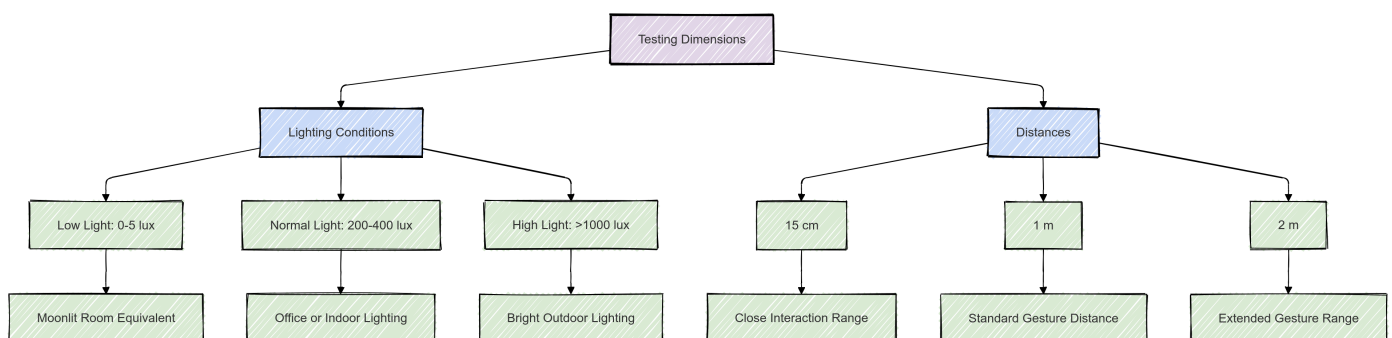 Testing Dimensions
Lighting Conditions
Distances
Low Light: 0-5 lux
Normal Light: 200-400 lux
High Light: >1000 lux
15 cm
1 m
2 m
Moonlit Room Equivalent
Office or Indoor Lighting
Bright Outdoor Lighting
Close Interaction Range
Standard Gesture Distance
Extended Gesture Range